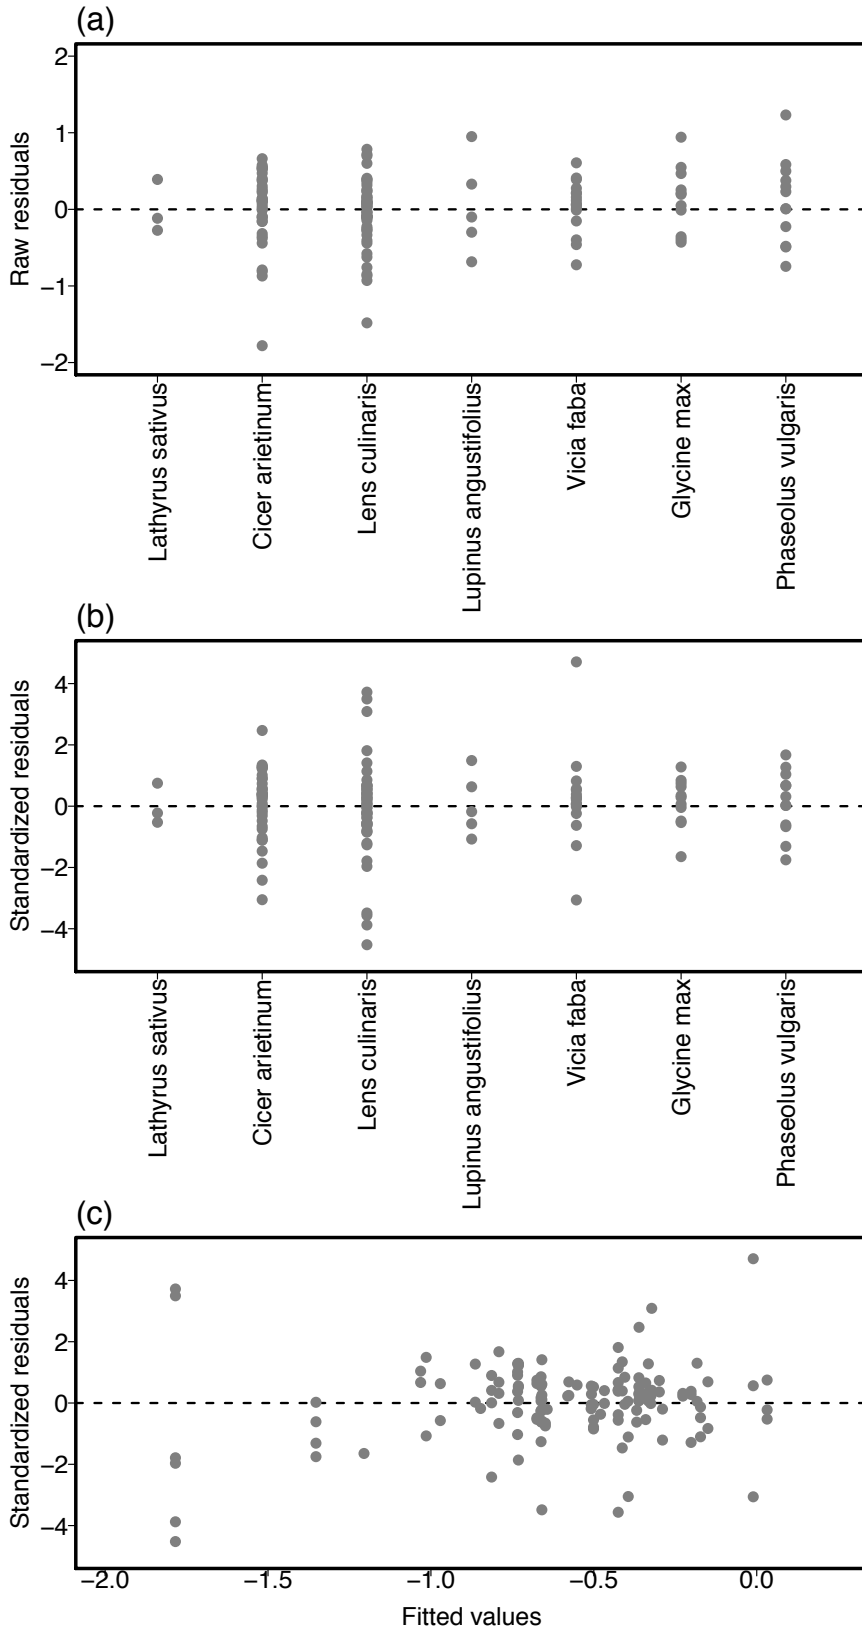 (a)
Raw residuals
2
1
0
−1
−2
Lathyrus sativus
Cicer arietinum
Lens culinaris
Lupinus angustifolius
Vicia faba
Glycine max
Phaseolus vulgaris
(b)
Standardized residuals
4
2
0
−2
−4
Lathyrus sativus
Cicer arietinum
Lens culinaris
Lupinus angustifolius
Vicia faba
Glycine max
Phaseolus vulgaris
(c)
Standardized residuals
4
2
0
−2
−4
−2.0 −1.5 −1.0 −0.5 0.0
Fitted values